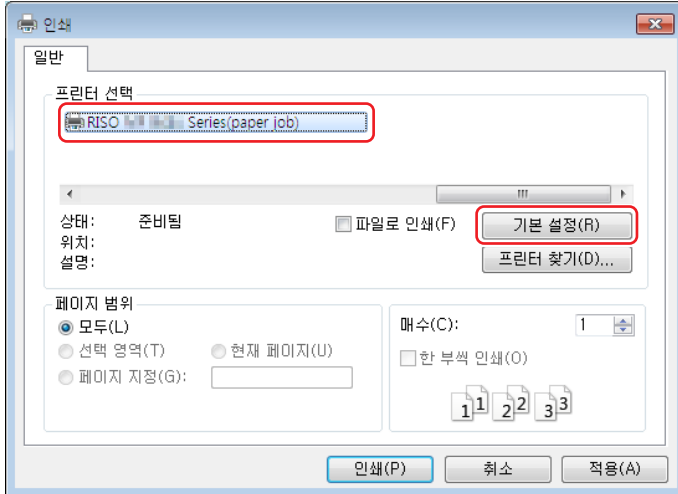 인쇄
일반
프린터 선택
RISO Series(paper job)
상태: 준비됨
파일로 인쇄(F)
기본 설정(R)
위치:
설명:
프린터 찾기(D)...
페이지 범위
모두(L)
선택 영역(T) 현재 페이지(U)
페이지 지정(G):
매수(C): 1
한 부씩 인쇄(O)
1 1 2 2 3 3
인쇄(P) 취소 적용(A)